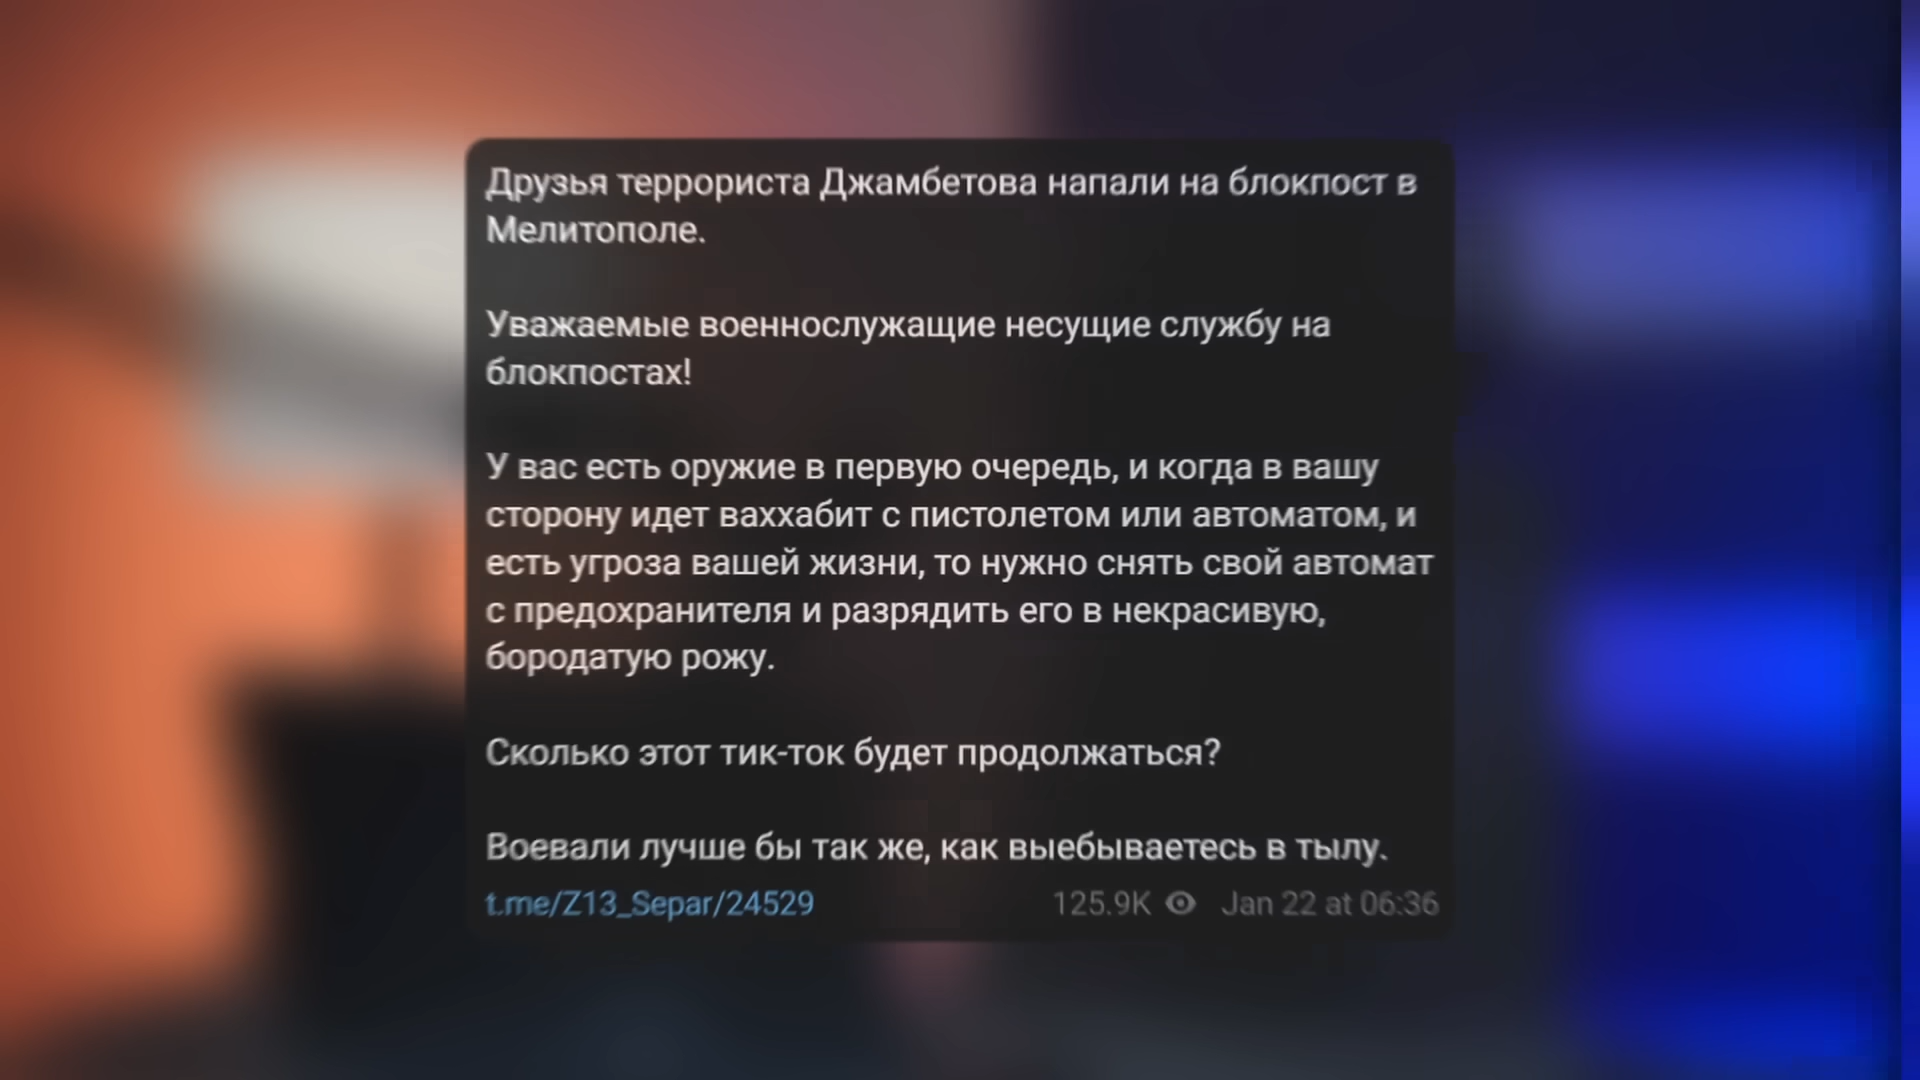 Друзья террориста Джамбетова напали на блокпост в
Мелитополе.
Уважаемые военнослужащие несущие службу на
блокпостах!
У вас есть оружие в первую очередь, и когда в вашу
сторону идет ваххабит с пистолетом или автоматом, и
есть угроза вашей жизни, то нужно снять свой автомат
с предохранителя и разрядить его в некрасивую,
бородатую рожу.
Сколько этот тик-ток будет продолжаться?
Воевали лучше бы так же, как выебываетесь в тылу.
t.me/Z13_Separ/24529 125.9K Jan 22 at 06:36